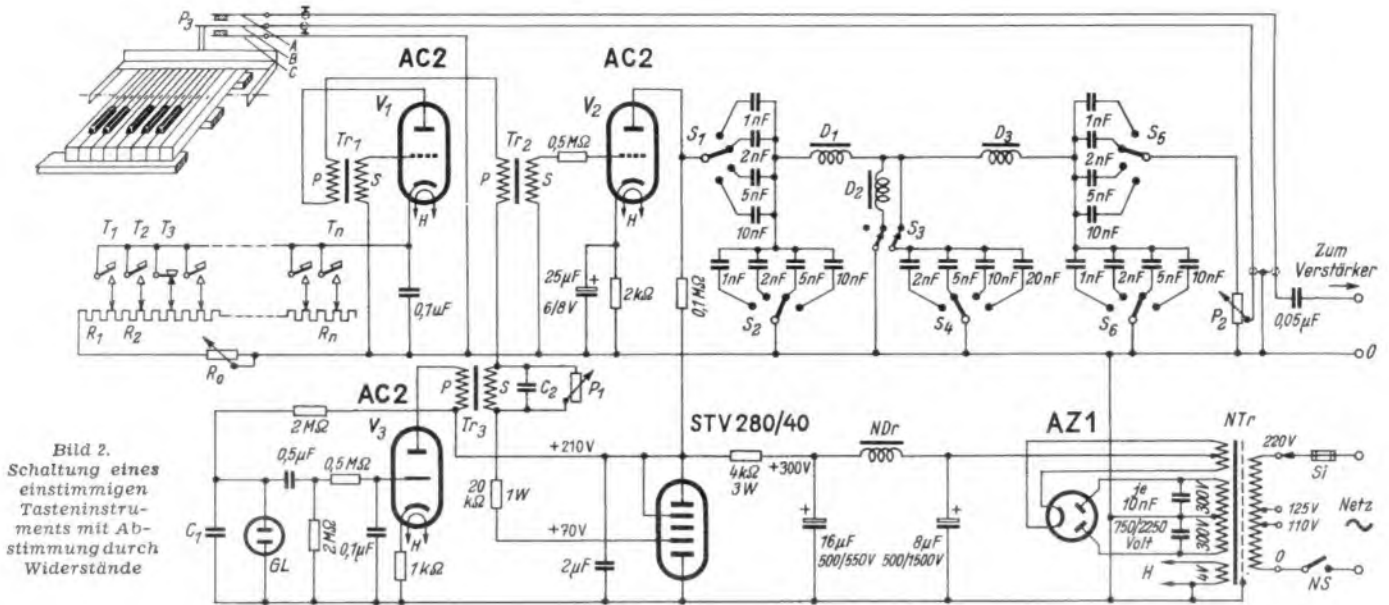 P3
A
B
C
AC2
AC2
V1
V2
Tr1
Tr2
P
S
P
S
0,5MΩ
H
H
S1
1nF
2nF
5nF
10nF
D1
D2
D3
S3
1nF
2nF
5nF
10nF
S5
T1
T2
T3
Tn
R1
R2
Rn
R0
0,1µF
25µF
6/8V
2kΩ
0,1MΩ
1nF
2nF
5nF
10nF
S2
2nF
5nF
10nF
20nF
S4
1nF
2nF
5nF
10nF
S6
P2
0,05µF
Zum
Verstärker
0
AC2
V3
P
S
Tr3
C2
P1
2MΩ
0,5µF
0,5MΩ
C1
GL
2MΩ
0,1µF
H
1kΩ
20
kΩ
1W
+210V
+70V
2µF
STV 280/40
4kΩ
3W
+300V
NDr
16µF
500/550V
8µF
500/1500V
AZ1
je
10nF
750/2250
Volt
300V
300V
4V
H
NTr
220V
125V
110V
0
Si
Netz
~
NS
Bild 2.
Schaltung eines
einstimmigen
Tasteninstru-
ments mit Ab-
stimmung durch
Widerstände